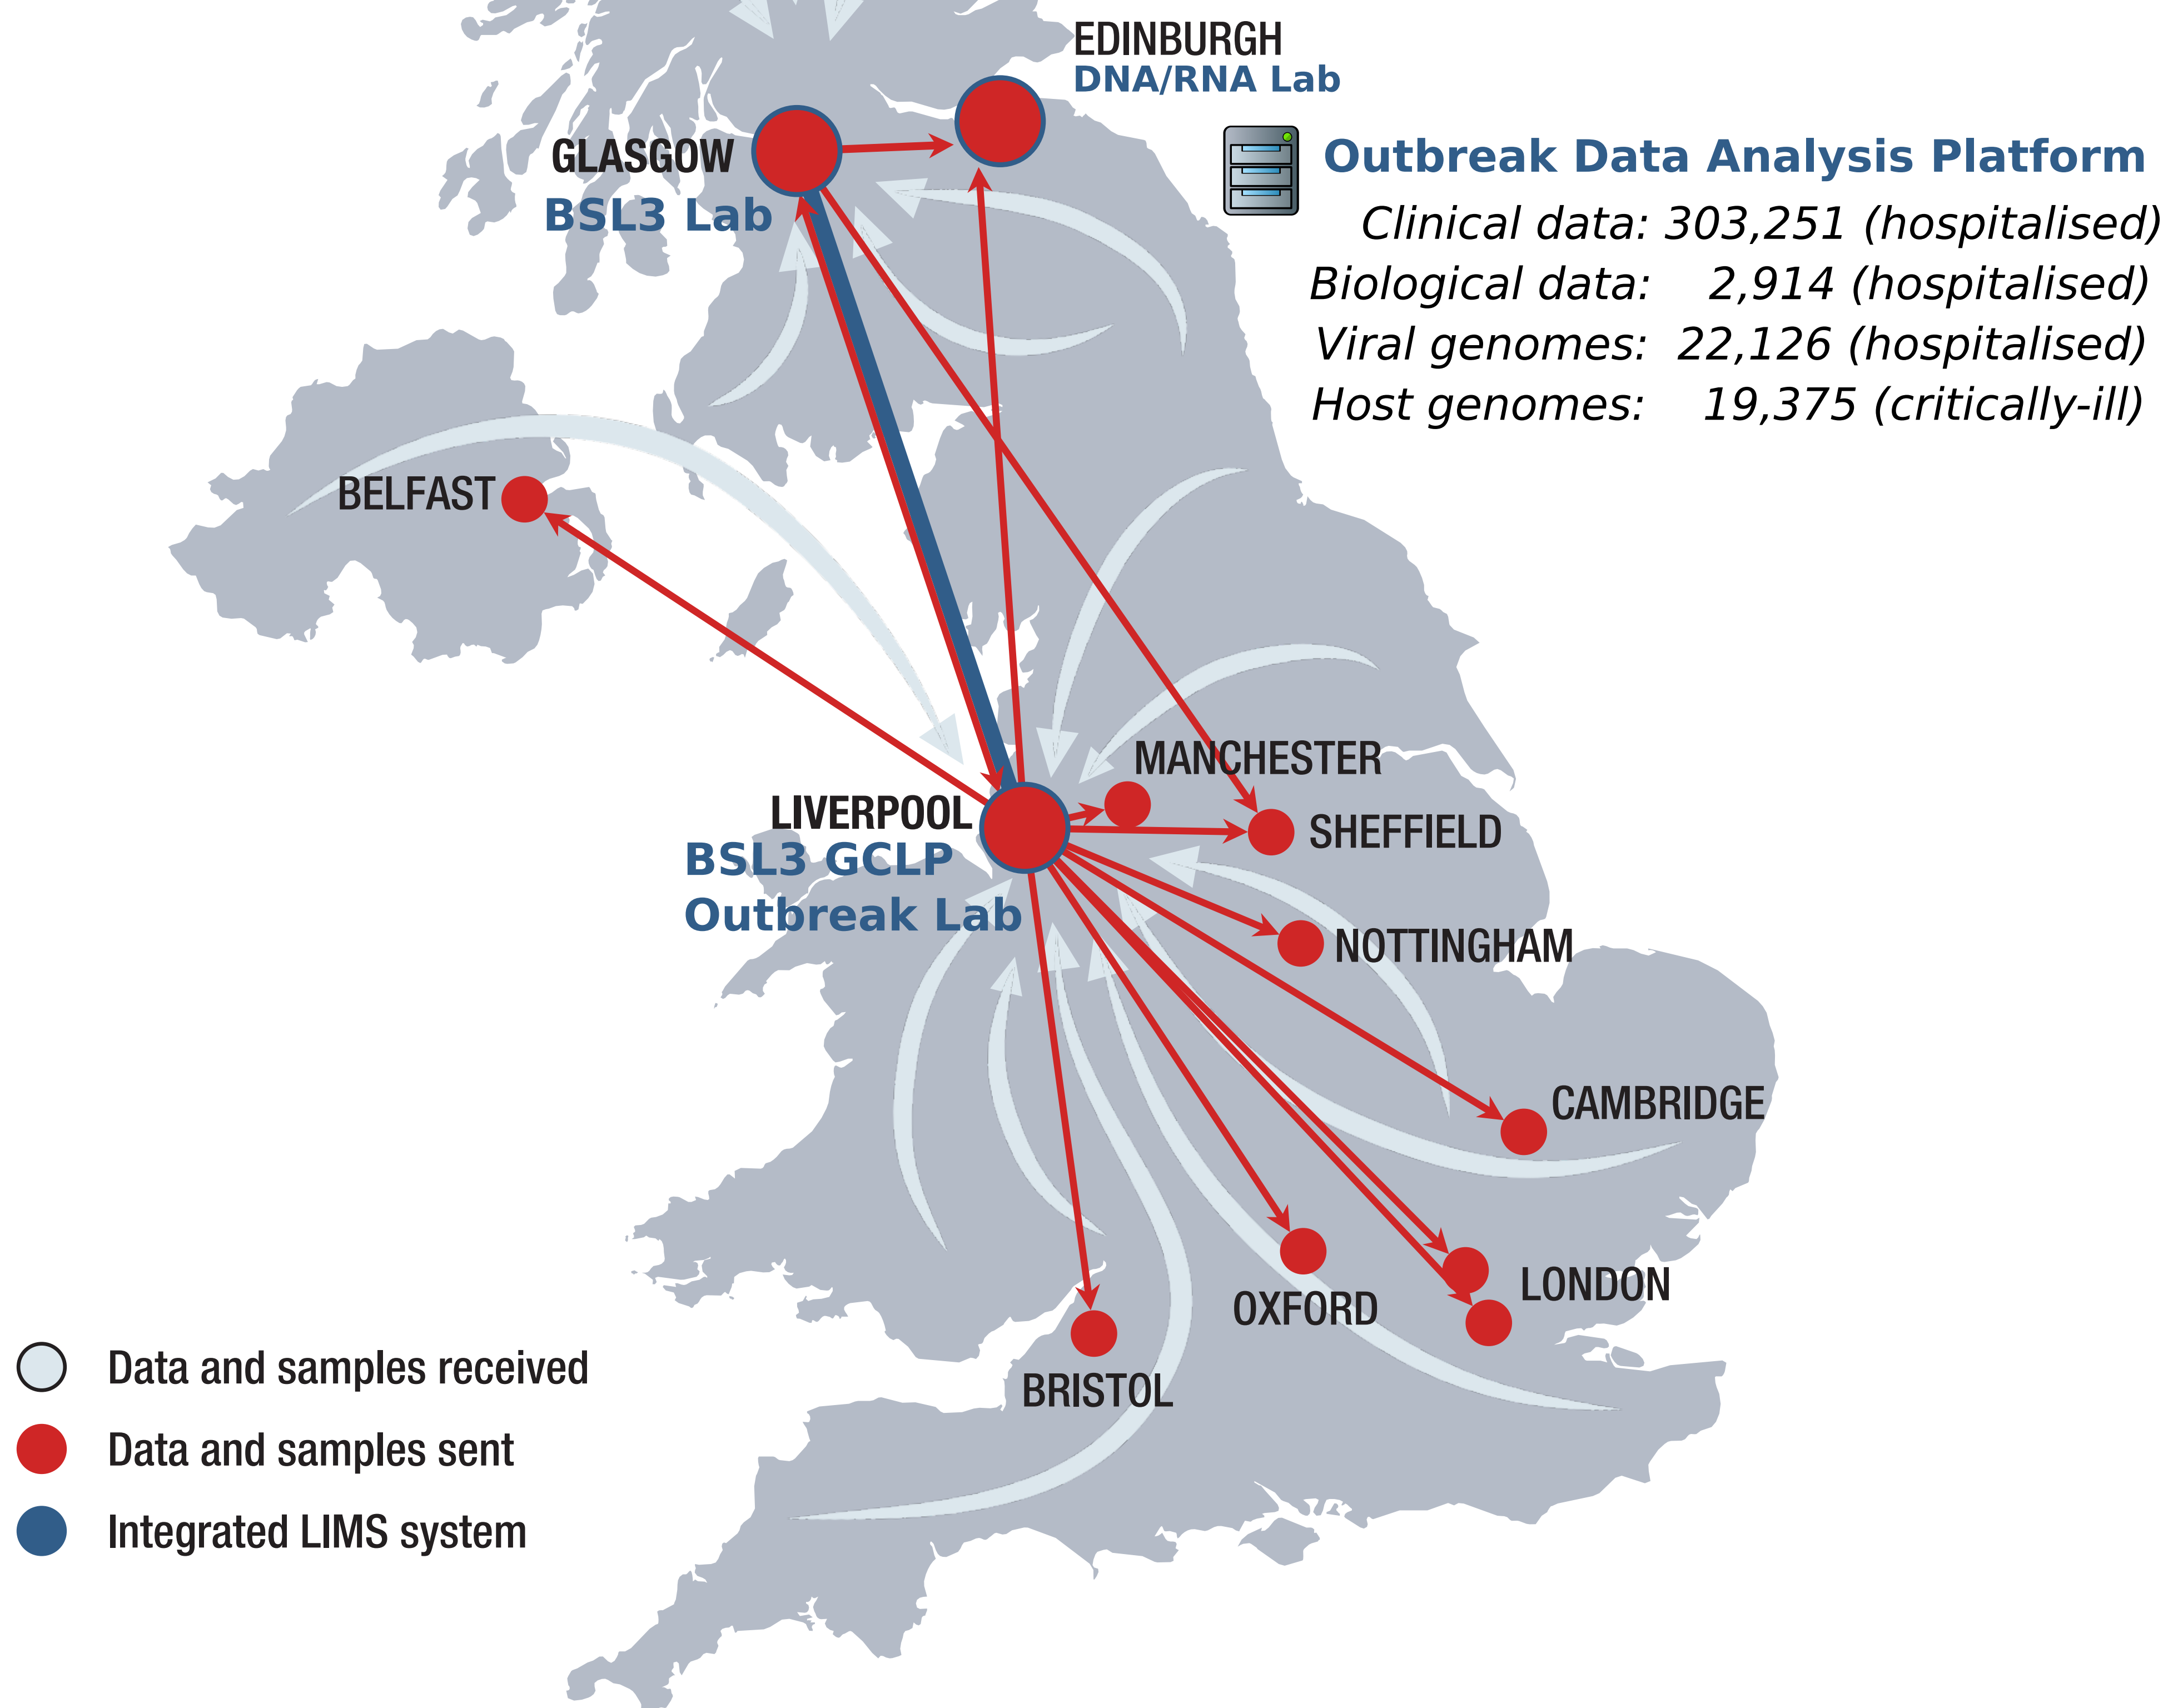 EDINBURGH
DNA/RNA Lab
GLASGOW
BSL3 Lab
Outbreak Data Analysis Platform
Clinical data: 303,251 (hospitalised)
Biological data: 2,914 (hospitalised)
Viral genomes: 22,126 (hospitalised)
Host genomes: 19,375 (critically-ill)
BELFAST
MANCHESTER
LIVERPOOL
BSL3 GCLP
Outbreak Lab
SHEFFIELD
NOTTINGHAM
CAMBRIDGE
LONDON
OXFORD
BRISTOL
Data and samples received
Data and samples sent
Integrated LIMS system